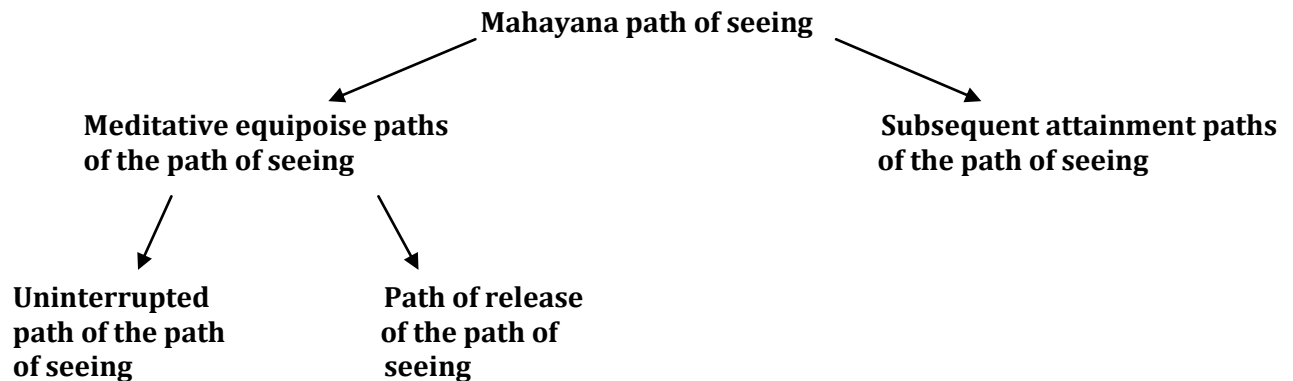 Mahayana path of seeing
Meditative equipoise paths
of the path of seeing
Subsequent attainment paths
of the path of seeing
Uninterrupted
path of the path
of seeing
Path of release
of the path of
seeing